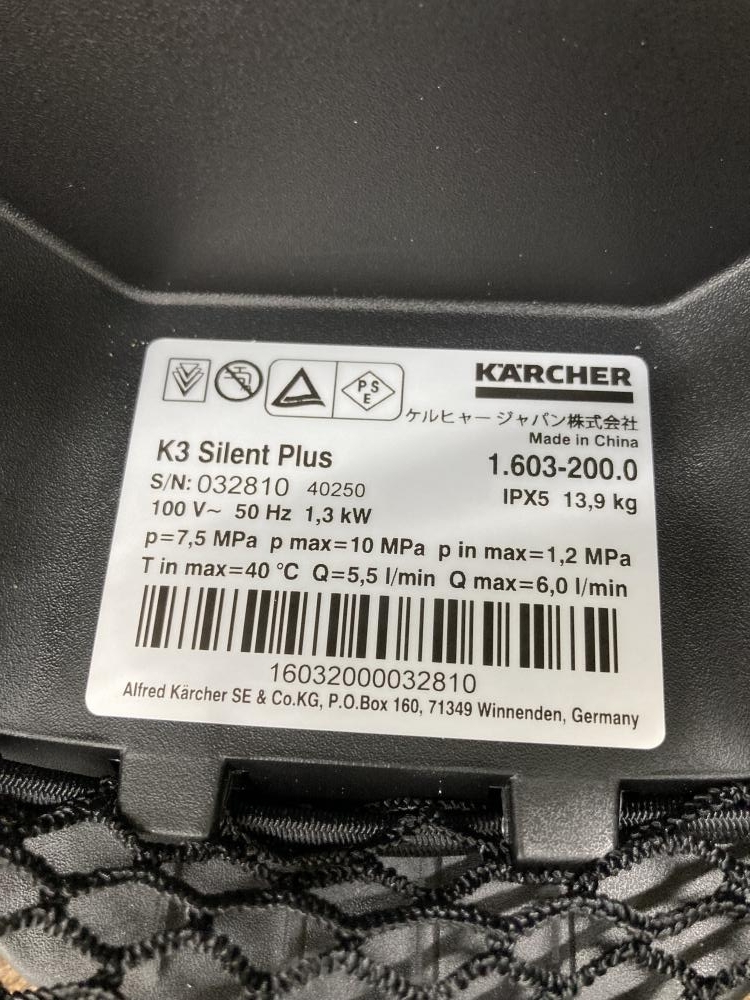 PSE
KÄRCHER
ケルヒャー ジャパン株式会社
Made in China
K3 Silent Plus
1.603-200.0
S/N: 032810 40250
IPX5 13,9 kg
100 V~ 50 Hz 1,3 kW
p=7,5 MPa p max=10 MPa p in max=1,2 MPa
T in max=40 °C Q=5,5 l/min Q max=6,0 l/min
16032000032810
Alfred Kärcher SE & Co.KG, P.O.Box 160, 71349 Winnenden, Germany